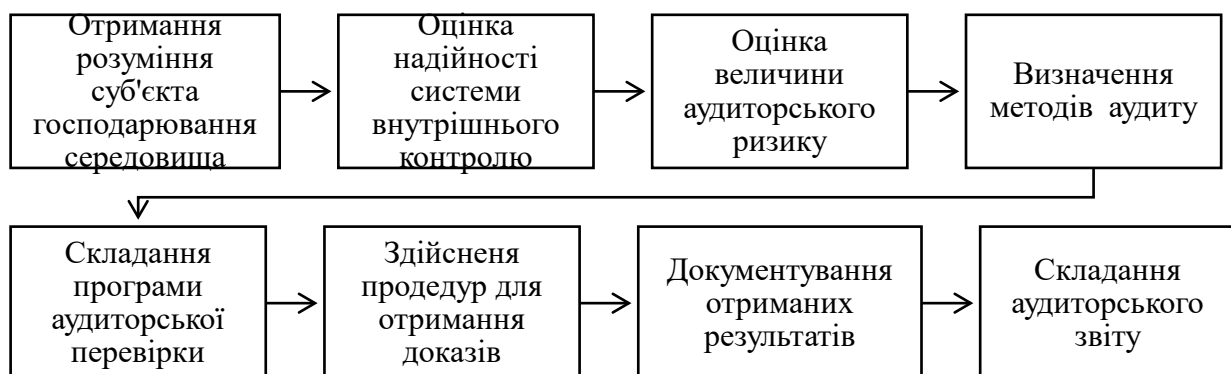 Отримання
розуміння
суб'єкта
господарювання
середовища
Оцінка
надійності
системи
внутрішнього
контролю
Оцінка
величини
аудиторського
ризику
Визначення
методів аудиту
Складання
програми
аудиторської
перевірки
Здійсненя
продедур для
отримання
доказів
Документування
отриманих
результатів
Складання
аудиторського
звіту